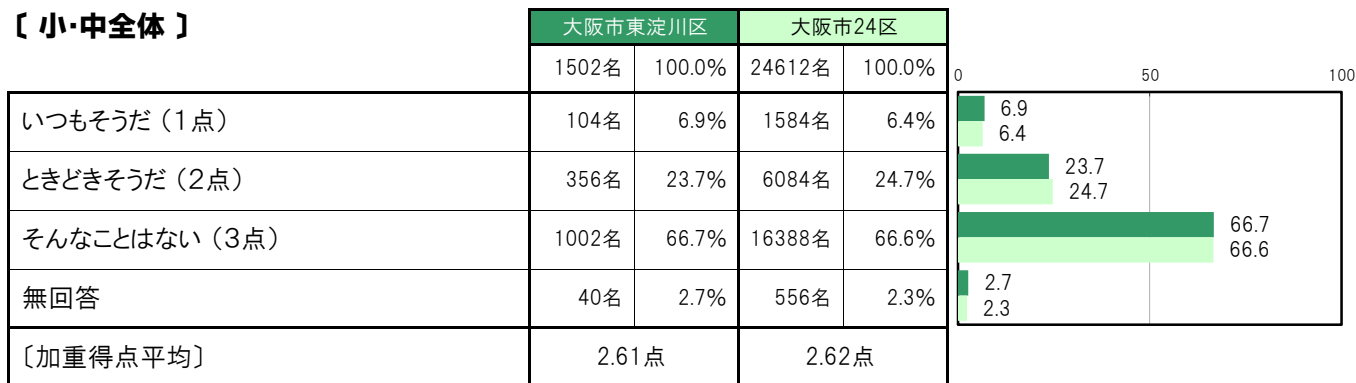 〔 小・中全体 〕
大阪市東淀川区 大阪市24区
1502名 100.0% 24612名 100.0%
0 50 100
いつもそうだ（1点） 104名 6.9% 1584名 6.4%
6.9
6.4
ときどきそうだ（2点） 356名 23.7% 6084名 24.7%
23.7
24.7
そんなことはない（3点） 1002名 66.7% 16388名 66.6%
66.7
66.6
無回答 40名 2.7% 556名 2.3%
2.7
2.3
〔加重得点平均〕 2.61点 2.62点